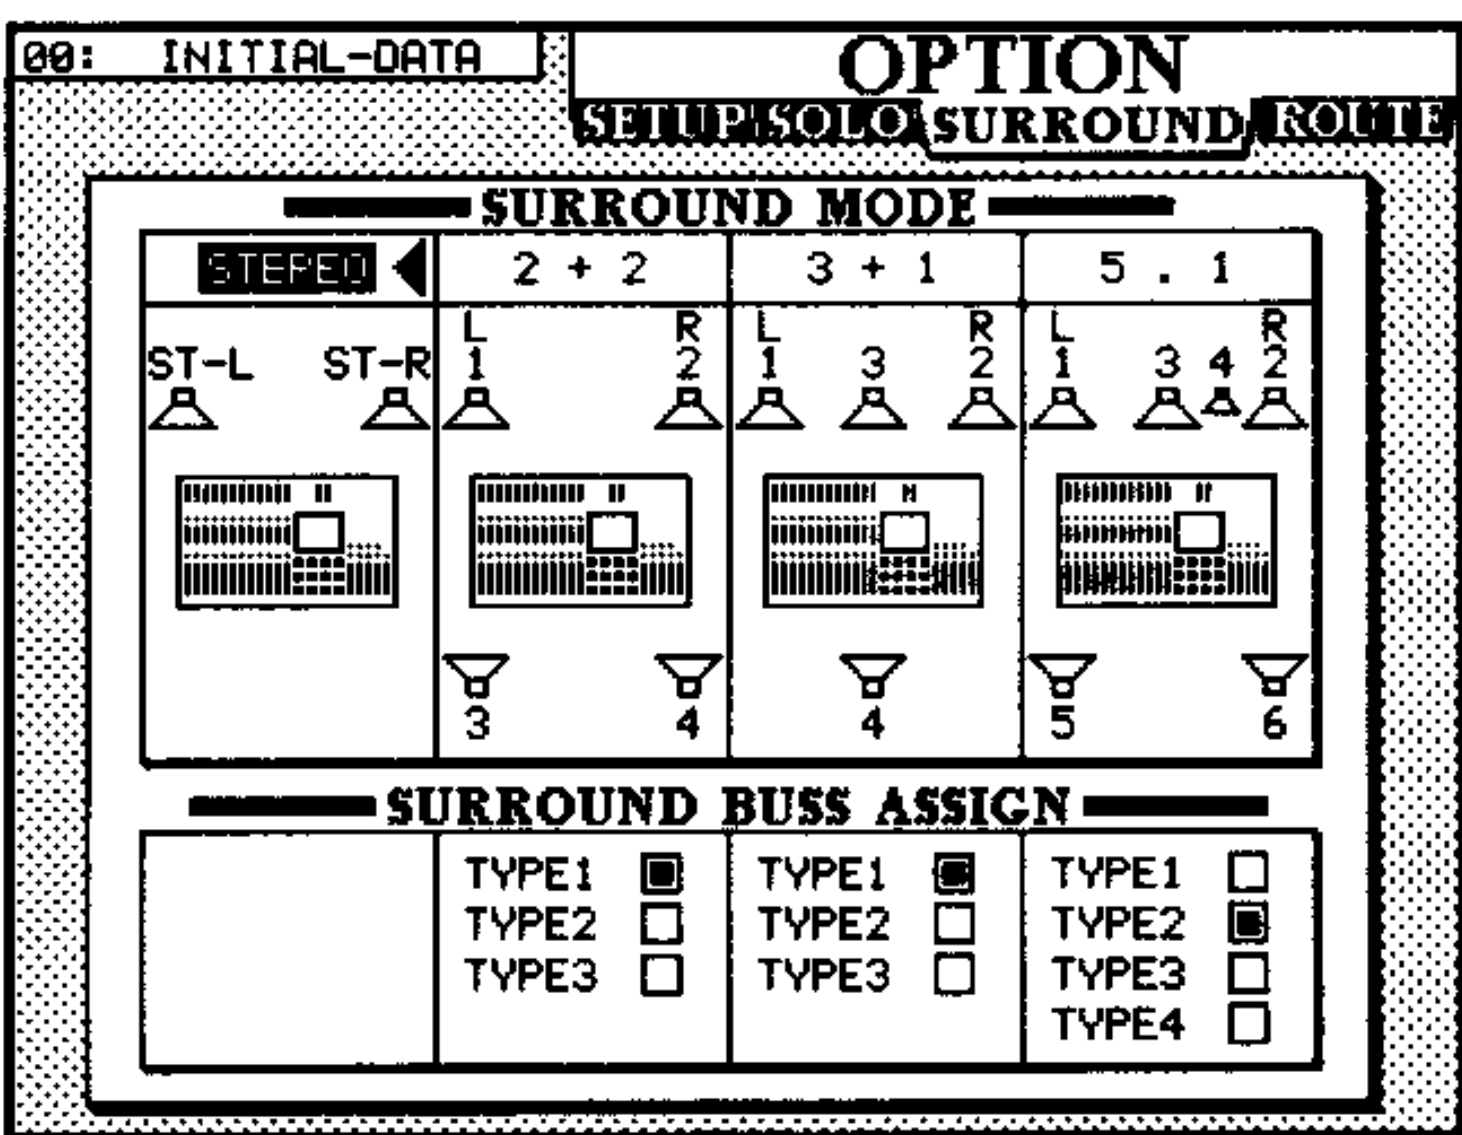 00: INITIAL-DATA
OPTION
SETUP SOLO SURROUND ROUTE
SURROUND MODE
STEREO 2 + 2 3 + 1 5 . 1
L R L R L R
ST-L ST-R 1 2 1 3 2 1 3 4 2
3 4 4 5 6
SURROUND BUSS ASSIGN
TYPE1 TYPE1 TYPE1
TYPE2 TYPE2 TYPE2
TYPE3 TYPE3 TYPE3
TYPE4